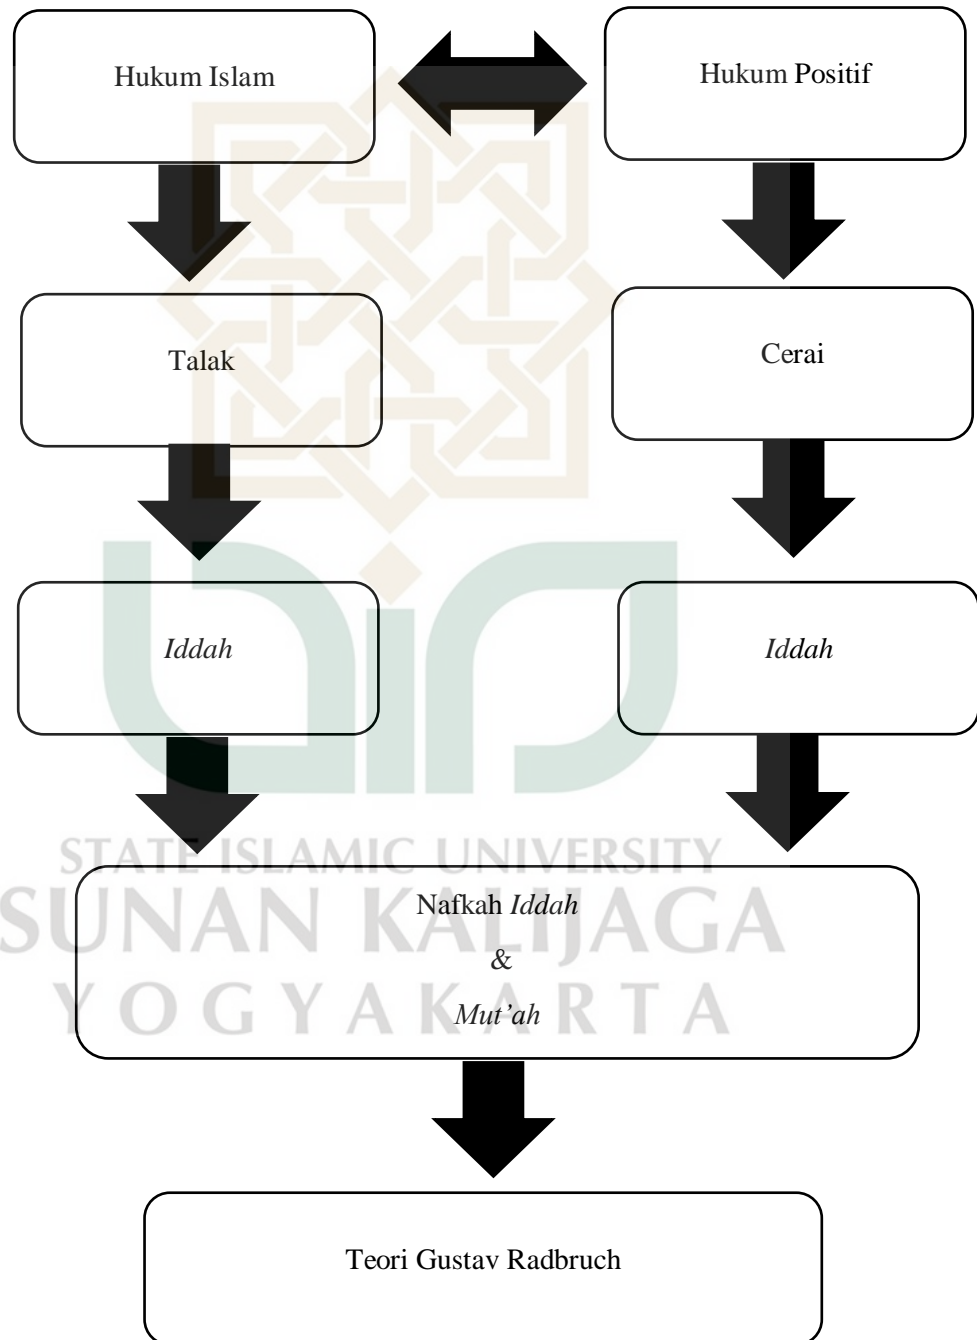 Hukum Islam
Hukum Positif
Talak
Cerai
Iddah
Iddah
STATE ISLAMIC UNIVERSITY
SUNAN KALIJAGA
YOGYAKARTA
Nafkah Iddah
&
Mut’ah
Teori Gustav Radbruch